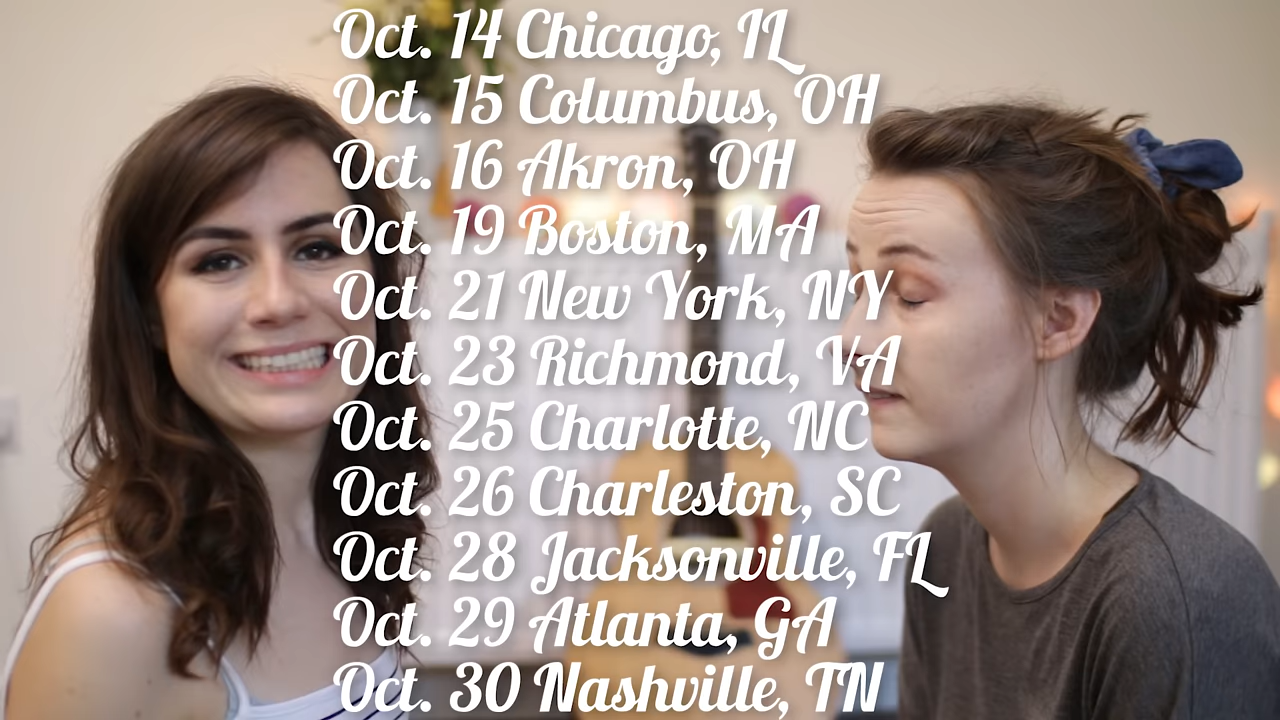 Oct. 14 Chicago, IL
Oct. 15 Columbus, OH
Oct. 16 Akron, OH
Oct. 19 Boston, MA
Oct. 21 New York, NY
Oct. 23 Richmond, VA
Oct. 25 Charlotte, NC
Oct. 26 Charleston, SC
Oct. 28 Jacksonville, FL
Oct. 29 Atlanta, GA
Oct. 30 Nashville, TN